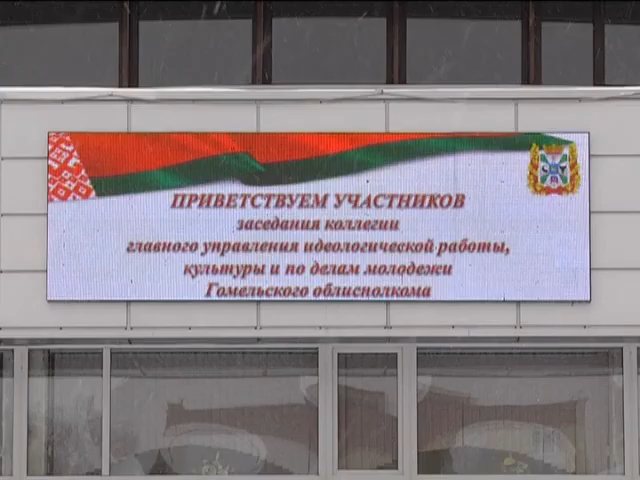 ПРИВЕТСТВУЕМ УЧАСТНИКОВ
заседания коллегии
главного управления идеологической работы,
культуры и по делам молодежи
Гомельского облисполкома